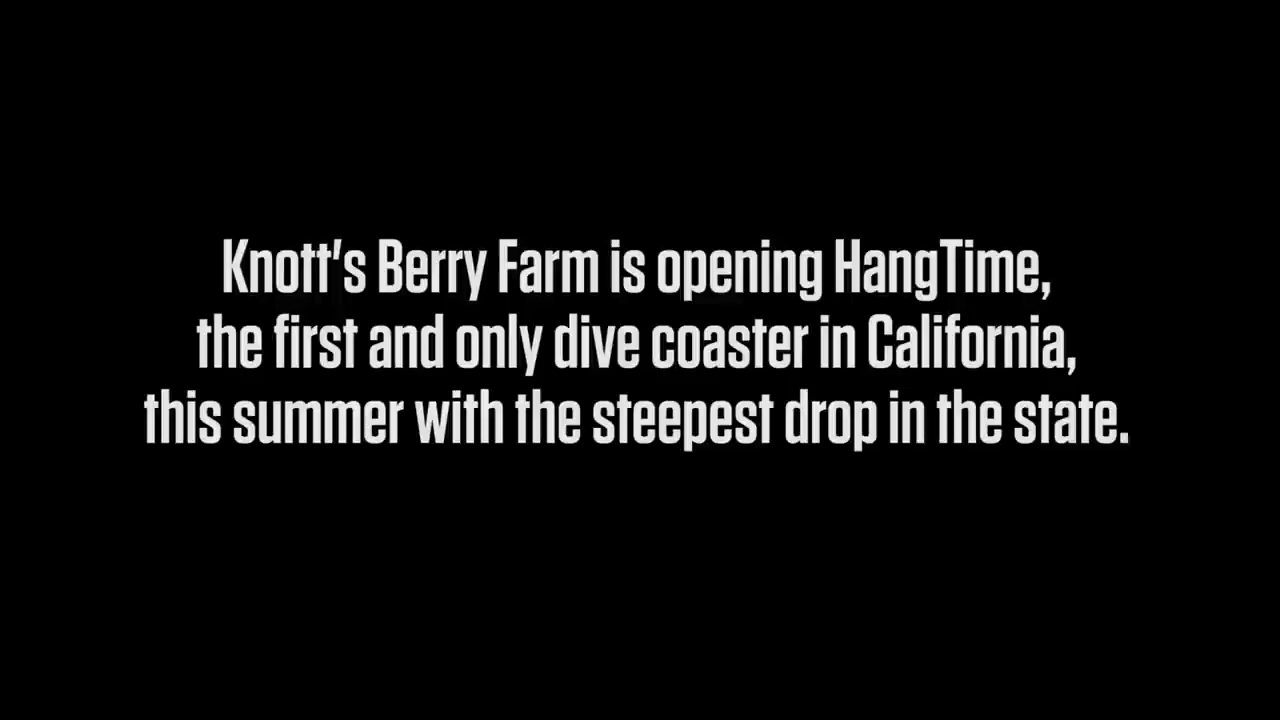 Knott's Berry Farm is opening HangTime,
the first and only dive coaster in California,
this summer with the steepest drop in the state.